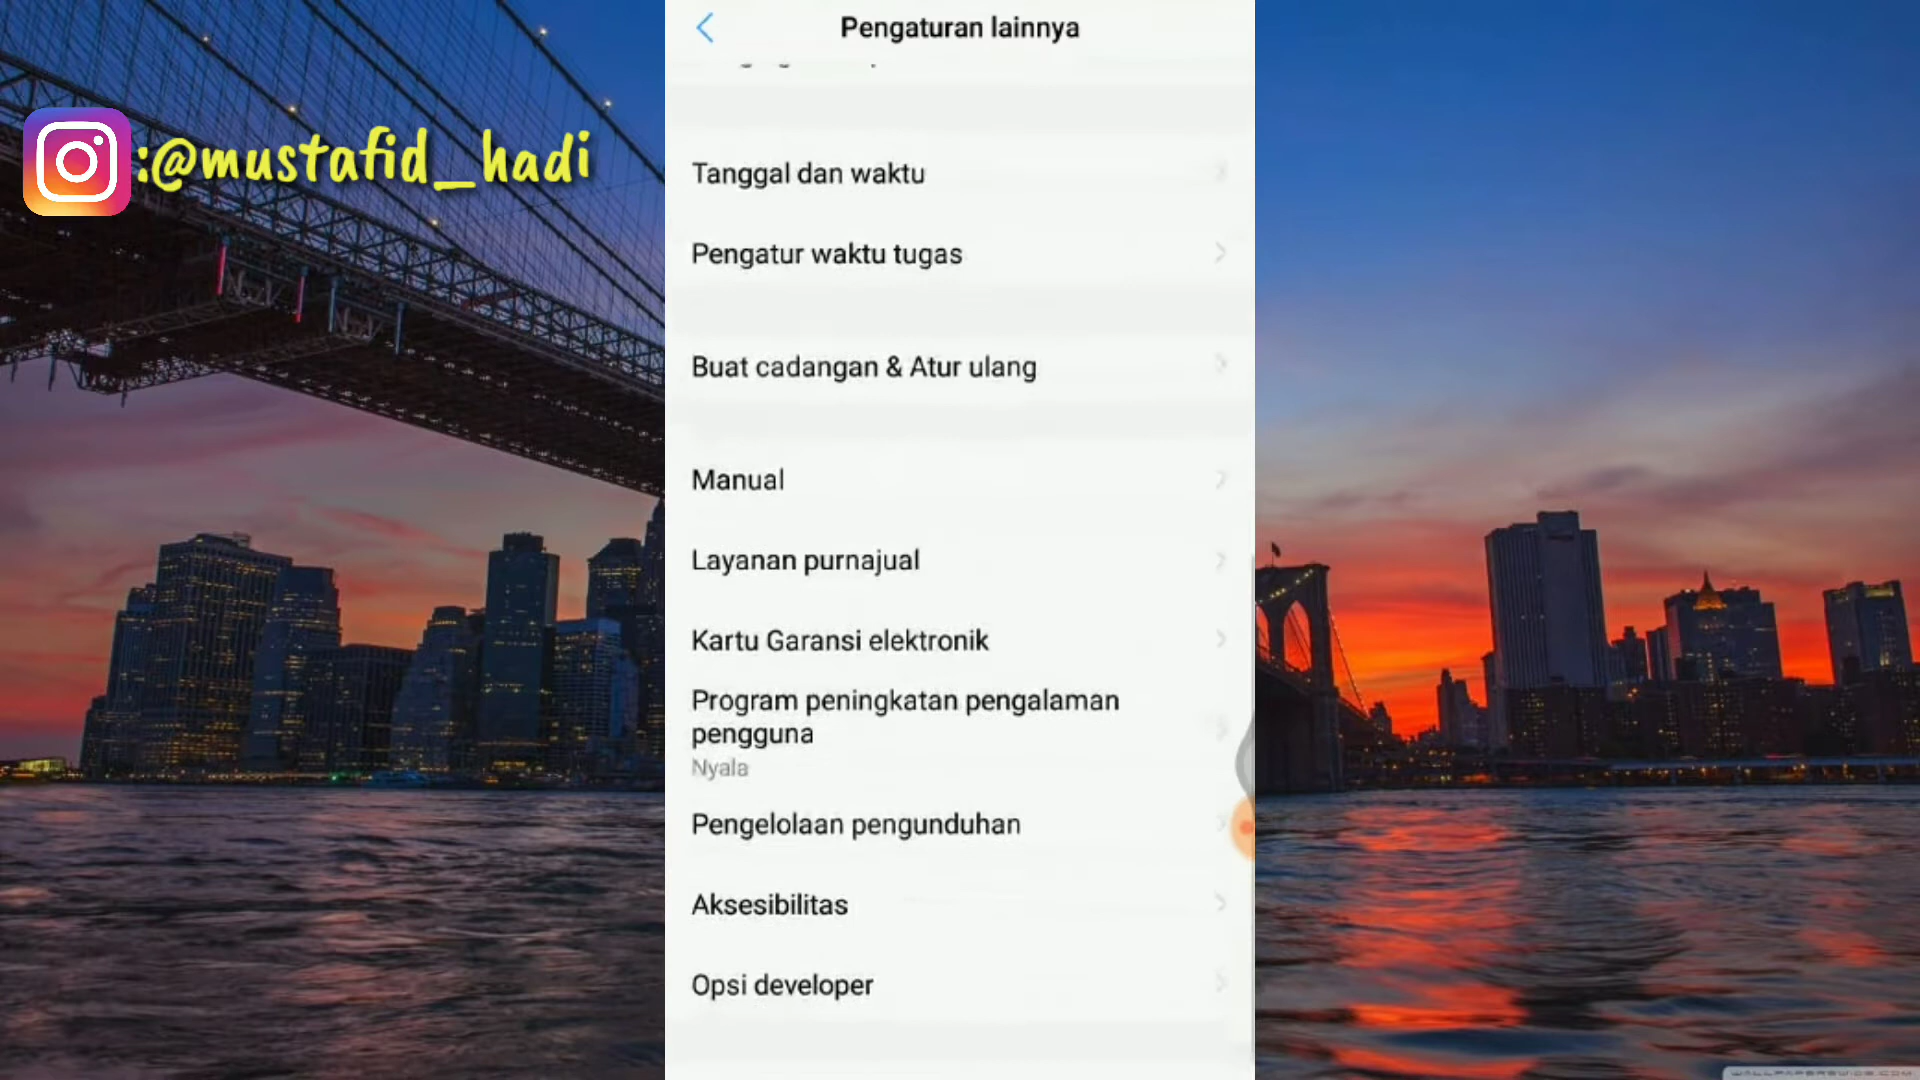 Pengaturan lainnya
:@mustafid_hadi
Tanggal dan waktu
Pengatur waktu tugas
Buat cadangan & Atur ulang
Manual
Layanan purnajual
Kartu Garansi elektronik
Program peningkatan pengalaman
pengguna
Nyala
Pengelolaan pengunduhan
Aksesibilitas
Opsi developer